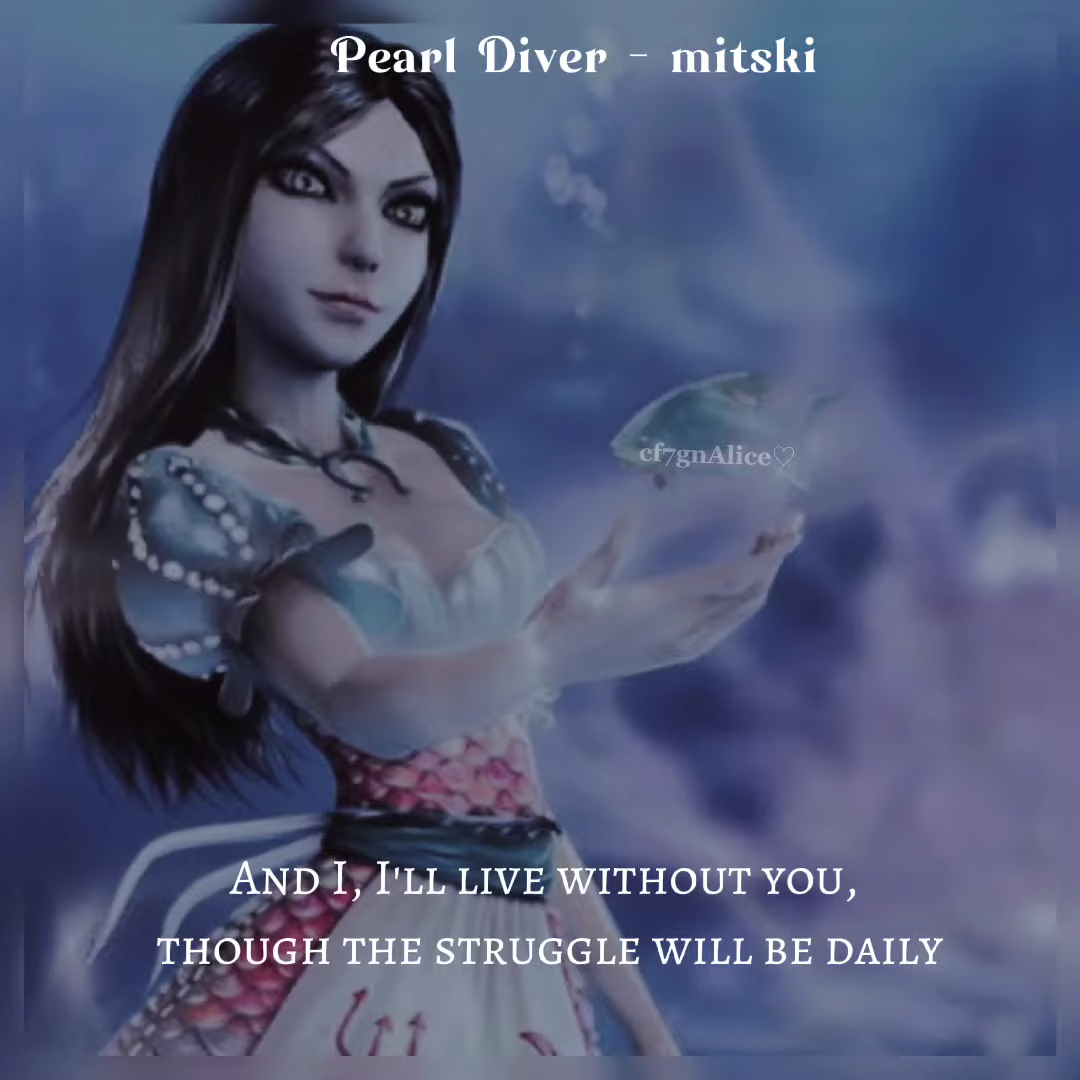 Pearl Diver - mitski
cf7gnAlice♡
And I, I'll live without you,
though the struggle will be daily